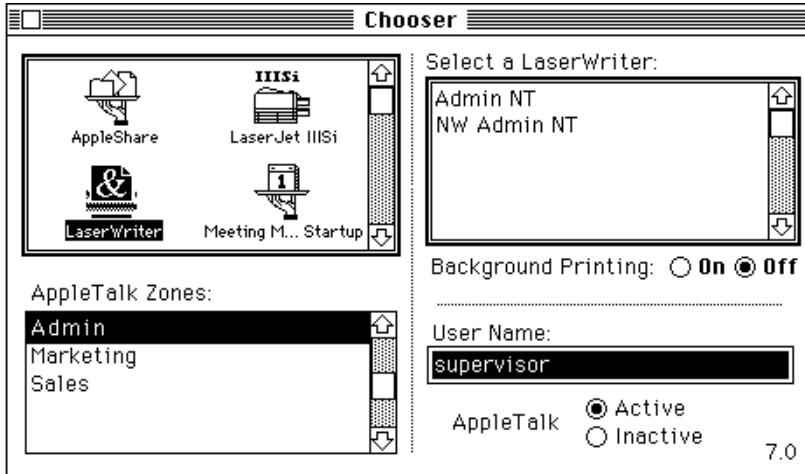 Chooser
IIISi
AppleShare
LaserJet IIISi
&
1
LaserWriter
Meeting M... Startup
AppleTalk Zones:
Admin
Marketing
Sales
Select a LaserWriter:
Admin NT
NW Admin NT
Background Printing: On Off
User Name:
supervisor
AppleTalk
Active
Inactive
7.0